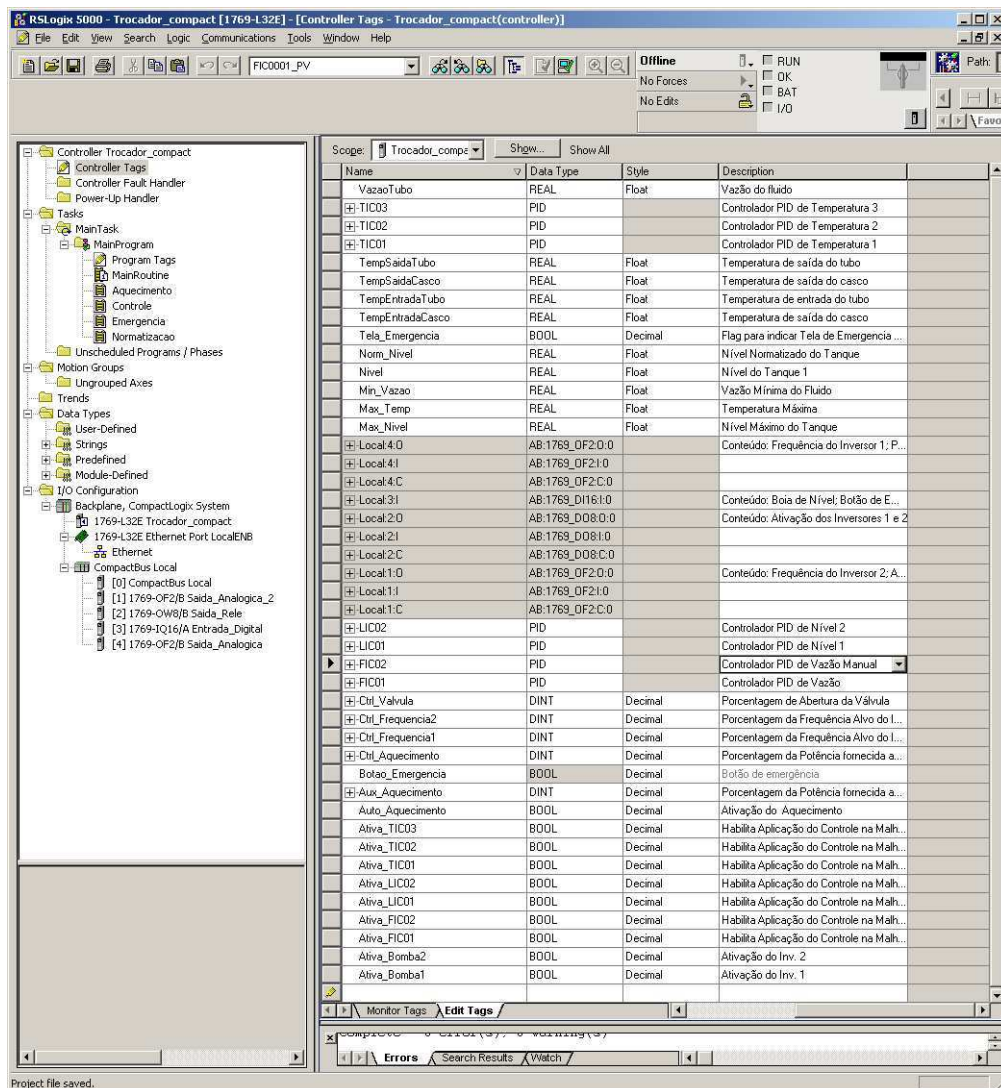 RSLogix 5000 - Trocador_compact [1769-L32E] - [Controller Tags - Trocador_compact(controller)]
File Edit View Search Logic Communications Tools Window Help
FIC0001_PV
Offline
No Forces
No Edits
RUN
OK
BAT
I/O
Path:
Favo
Controller Trocador_compact
Controller Tags
Controller Fault Handler
Power-Up Handler
Tasks
MainTask
MainProgram
Program Tags
MainRoutine
Aquecimento
Controle
Emergencia
Normatizacao
Unscheduled Programs / Phases
Motion Groups
Ungrouped Axes
Trends
Data Types
User-Defined
Strings
Predefined
Module-Defined
I/O Configuration
Backplane, CompactLogix System
1769-L32E Trocador_compact
1769-L32E Ethernet Port LocalENB
Ethernet
CompactBus Local
[0] CompactBus Local
[1] 1769-OF2/B Saida_Analogica_2
[2] 1769-OW8/B Saida_Rele
[3] 1769-IQ16/A Entrada_Digital
[4] 1769-OF2/B Saida_Analogica
Scope: Trocador_compa Show... Show All
Name Data Type Style Description
VazaoTubo REAL Float Vazão do fluido
TIC03 PID Controlador PID de Temperatura 3
TIC02 PID Controlador PID de Temperatura 2
TIC01 PID Controlador PID de Temperatura 1
TempSaidaTubo REAL Float Temperatura de saída do tubo
TempSaidaCasco REAL Float Temperatura de saída do casco
TempEntradaTubo REAL Float Temperatura de entrada do tubo
TempEntradaCasco REAL Float Temperatura de saída do casco
Tela_Emergencia BOOL Decimal Flag para indicar Tela de Emergencia ...
Norm_Nivel REAL Float Nível Normatizado do Tanque
Nivel REAL Float Nível do Tanque 1
Min_Vazao REAL Float Vazão Mínima do Fluido
Max_Temp REAL Float Temperatura Máxima
Max_Nivel REAL Float Nível Máximo do Tanque
Local:4:O AB:1769_OF2:O:0 Conteúdo: Frequência do Inversor 1; P...
Local:4:I AB:1769_OF2:I:0
Local:4:C AB:1769_OF2:C:0
Local:3:I AB:1769_DI16:I:0 Conteúdo: Boia de Nível; Botão de E...
Local:2:O AB:1769_DO8:O:0 Conteúdo: Ativação dos Inversores 1 e 2
Local:2:I AB:1769_DO8:I:0
Local:2:C AB:1769_DO8:C:0
Local:1:O AB:1769_OF2:O:0 Conteúdo: Frequência do Inversor 2; A...
Local:1:I AB:1769_OF2:I:0
Local:1:C AB:1769_OF2:C:0
LIC02 PID Controlador PID de Nível 2
LIC01 PID Controlador PID de Nível 1
FIC02 PID Controlador PID de Vazão Manual
FIC01 PID Controlador PID de Vazão
Ctrl_Valvula DINT Decimal Porcentagem de Abertura da Válvula
Ctrl_Frequencia2 DINT Decimal Porcentagem da Frequência Alvo do I...
Ctrl_Frequencia1 DINT Decimal Porcentagem da Frequência Alvo do I...
Ctrl_Aquecimento DINT Decimal Porcentagem da Potência fornecida a...
Botao_Emergencia BOOL Decimal Botão de emergência
Aux_Aquecimento DINT Decimal Porcentagem da Potência fornecida a...
Auto_Aquecimento BOOL Decimal Ativação do Aquecimento
Ativa_TIC03 BOOL Decimal Habilita Aplicação do Controle na Malh...
Ativa_TIC02 BOOL Decimal Habilita Aplicação do Controle na Malh...
Ativa_TIC01 BOOL Decimal Habilita Aplicação do Controle na Malh...
Ativa_LIC02 BOOL Decimal Habilita Aplicação do Controle na Malh...
Ativa_LIC01 BOOL Decimal Habilita Aplicação do Controle na Malh...
Ativa_FIC02 BOOL Decimal Habilita Aplicação do Controle na Malh...
Ativa_FIC01 BOOL Decimal Habilita Aplicação do Controle na Malh...
Ativa_Bomba2 BOOL Decimal Ativação do Inv. 2
Ativa_Bomba1 BOOL Decimal Ativação do Inv. 1
Monitor Tags Edit Tags
Complete - 0 error(s), 0 warning(s)
Errors Search Results Watch
Project file saved.